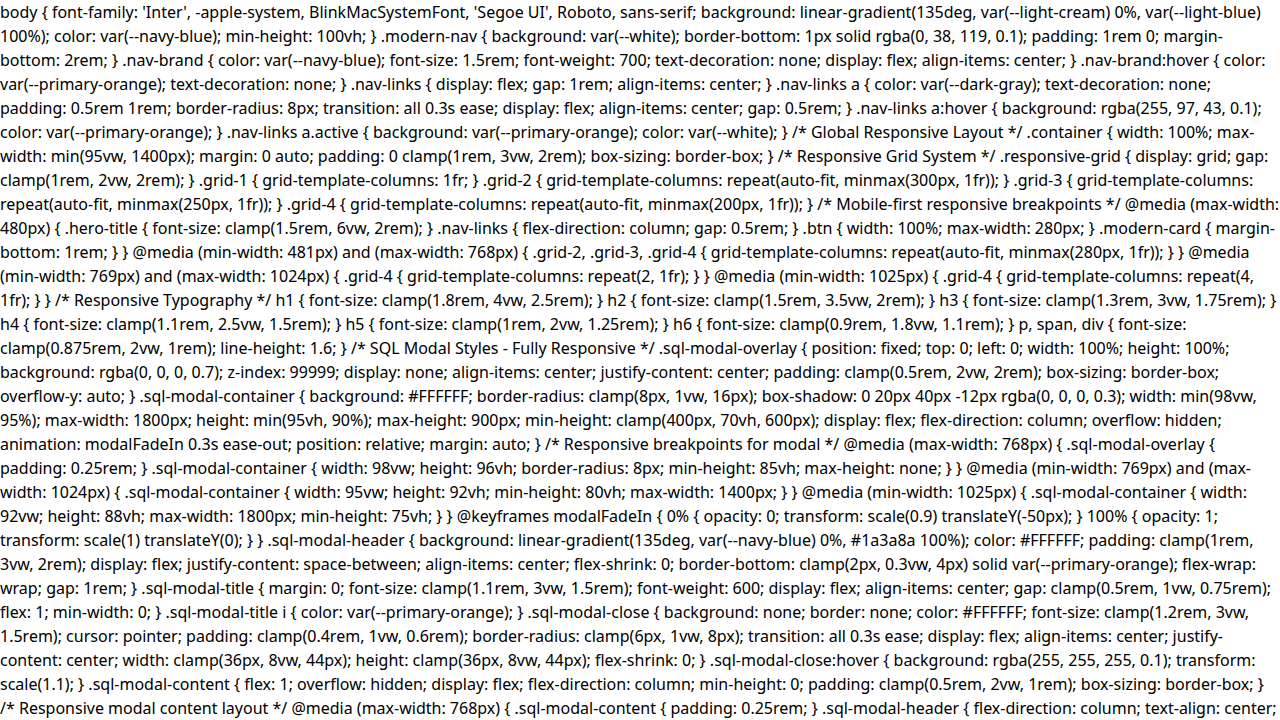 body { font-family: 'Inter', -apple-system, BlinkMacSystemFont, 'Segoe UI', Roboto, sans-serif; background: linear-gradient(135deg, var(--light-cream) 0%, var(--light-blue)
100%); color: var(--navy-blue); min-height: 100vh; } .modern-nav { background: var(--white); border-bottom: 1px solid rgba(0, 38, 119, 0.1); padding: 1rem 0; margin-
bottom: 2rem; } .nav-brand { color: var(--navy-blue); font-size: 1.5rem; font-weight: 700; text-decoration: none; display: flex; align-items: center; } .nav-brand:hover { color:
var(--primary-orange); text-decoration: none; } .nav-links { display: flex; gap: 1rem; align-items: center; } .nav-links a { color: var(--dark-gray); text-decoration: none;
padding: 0.5rem 1rem; border-radius: 8px; transition: all 0.3s ease; display: flex; align-items: center; gap: 0.5rem; } .nav-links a:hover { background: rgba(255, 97, 43, 0.1);
color: var(--primary-orange); } .nav-links a.active { background: var(--primary-orange); color: var(--white); } /* Global Responsive Layout */ .container { width: 100%; max-
width: min(95vw, 1400px); margin: 0 auto; padding: 0 clamp(1rem, 3vw, 2rem); box-sizing: border-box; } /* Responsive Grid System */ .responsive-grid { display: grid; gap:
clamp(1rem, 2vw, 2rem); } .grid-1 { grid-template-columns: 1fr; } .grid-2 { grid-template-columns: repeat(auto-fit, minmax(300px, 1fr)); } .grid-3 { grid-template-columns:
repeat(auto-fit, minmax(250px, 1fr)); } .grid-4 { grid-template-columns: repeat(auto-fit, minmax(200px, 1fr)); } /* Mobile-first responsive breakpoints */ @media (max-width:
480px) { .hero-title { font-size: clamp(1.5rem, 6vw, 2rem); } .nav-links { flex-direction: column; gap: 0.5rem; } .btn { width: 100%; max-width: 280px; } .modern-card { margin-
bottom: 1rem; } } @media (min-width: 481px) and (max-width: 768px) { .grid-2, .grid-3, .grid-4 { grid-template-columns: repeat(auto-fit, minmax(280px, 1fr)); } } @media
(min-width: 769px) and (max-width: 1024px) { .grid-4 { grid-template-columns: repeat(2, 1fr); } } @media (min-width: 1025px) { .grid-4 { grid-template-columns: repeat(4,
1fr); } } /* Responsive Typography */ h1 { font-size: clamp(1.8rem, 4vw, 2.5rem); } h2 { font-size: clamp(1.5rem, 3.5vw, 2rem); } h3 { font-size: clamp(1.3rem, 3vw, 1.75rem); }
h4 { font-size: clamp(1.1rem, 2.5vw, 1.5rem); } h5 { font-size: clamp(1rem, 2vw, 1.25rem); } h6 { font-size: clamp(0.9rem, 1.8vw, 1.1rem); } p, span, div { font-size:
clamp(0.875rem, 2vw, 1rem); line-height: 1.6; } /* SQL Modal Styles - Fully Responsive */ .sql-modal-overlay { position: fixed; top: 0; left: 0; width: 100%; height: 100%;
background: rgba(0, 0, 0, 0.7); z-index: 99999; display: none; align-items: center; justify-content: center; padding: clamp(0.5rem, 2vw, 2rem); box-sizing: border-box;
overflow-y: auto; } .sql-modal-container { background: #FFFFFF; border-radius: clamp(8px, 1vw, 16px); box-shadow: 0 20px 40px -12px rgba(0, 0, 0, 0.3); width: min(98vw,
95%); max-width: 1800px; height: min(95vh, 90%); max-height: 900px; min-height: clamp(400px, 70vh, 600px); display: flex; flex-direction: column; overflow: hidden;
animation: modalFadeIn 0.3s ease-out; position: relative; margin: auto; } /* Responsive breakpoints for modal */ @media (max-width: 768px) { .sql-modal-overlay {
padding: 0.25rem; } .sql-modal-container { width: 98vw; height: 96vh; border-radius: 8px; min-height: 85vh; max-height: none; } } @media (min-width: 769px) and (max-
width: 1024px) { .sql-modal-container { width: 95vw; height: 92vh; min-height: 80vh; max-width: 1400px; } } @media (min-width: 1025px) { .sql-modal-container { width:
92vw; height: 88vh; max-width: 1800px; min-height: 75vh; } } @keyframes modalFadeIn { 0% { opacity: 0; transform: scale(0.9) translateY(-50px); } 100% { opacity: 1;
transform: scale(1) translateY(0); } } .sql-modal-header { background: linear-gradient(135deg, var(--navy-blue) 0%, #1a3a8a 100%); color: #FFFFFF; padding: clamp(1rem,
3vw, 2rem); display: flex; justify-content: space-between; align-items: center; flex-shrink: 0; border-bottom: clamp(2px, 0.3vw, 4px) solid var(--primary-orange); flex-wrap:
wrap; gap: 1rem; } .sql-modal-title { margin: 0; font-size: clamp(1.1rem, 3vw, 1.5rem); font-weight: 600; display: flex; align-items: center; gap: clamp(0.5rem, 1vw, 0.75rem);
flex: 1; min-width: 0; } .sql-modal-title i { color: var(--primary-orange); } .sql-modal-close { background: none; border: none; color: #FFFFFF; font-size: clamp(1.2rem, 3vw,
1.5rem); cursor: pointer; padding: clamp(0.4rem, 1vw, 0.6rem); border-radius: clamp(6px, 1vw, 8px); transition: all 0.3s ease; display: flex; align-items: center; justify-
content: center; width: clamp(36px, 8vw, 44px); height: clamp(36px, 8vw, 44px); flex-shrink: 0; } .sql-modal-close:hover { background: rgba(255, 255, 255, 0.1); transform:
scale(1.1); } .sql-modal-content { flex: 1; overflow: hidden; display: flex; flex-direction: column; min-height: 0; padding: clamp(0.5rem, 2vw, 1rem); box-sizing: border-box; }
/* Responsive modal content layout */ @media (max-width: 768px) { .sql-modal-content { padding: 0.25rem; } .sql-modal-header { flex-direction: column; text-align: center;